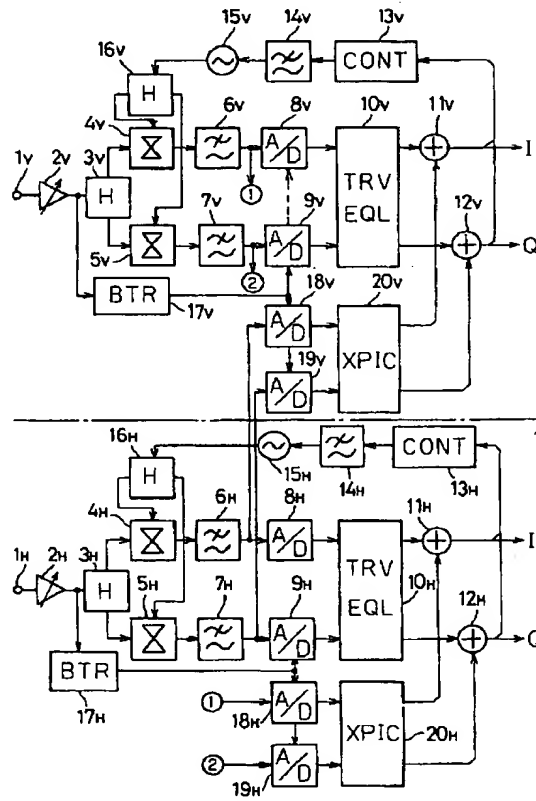 15V 14V 13V
16V
H CONT
6V 8V 10V 11V
4V
A/D I
1V 2V 3V
H ① 9V TRV EQL 12V
7V
A/D Q
5V ②
BTR 18V 20V
17V
A/D XPIC
19V
A/D
16H
H CONT
15H 14H 13H
6H 8H 11H
4H
A/D I
1H 2H 3H
H 5H 7H 9H TRV EQL 10H 12H
A/D Q
BTR
17H
① A/D XPIC
18H
20H
② A/D
19H